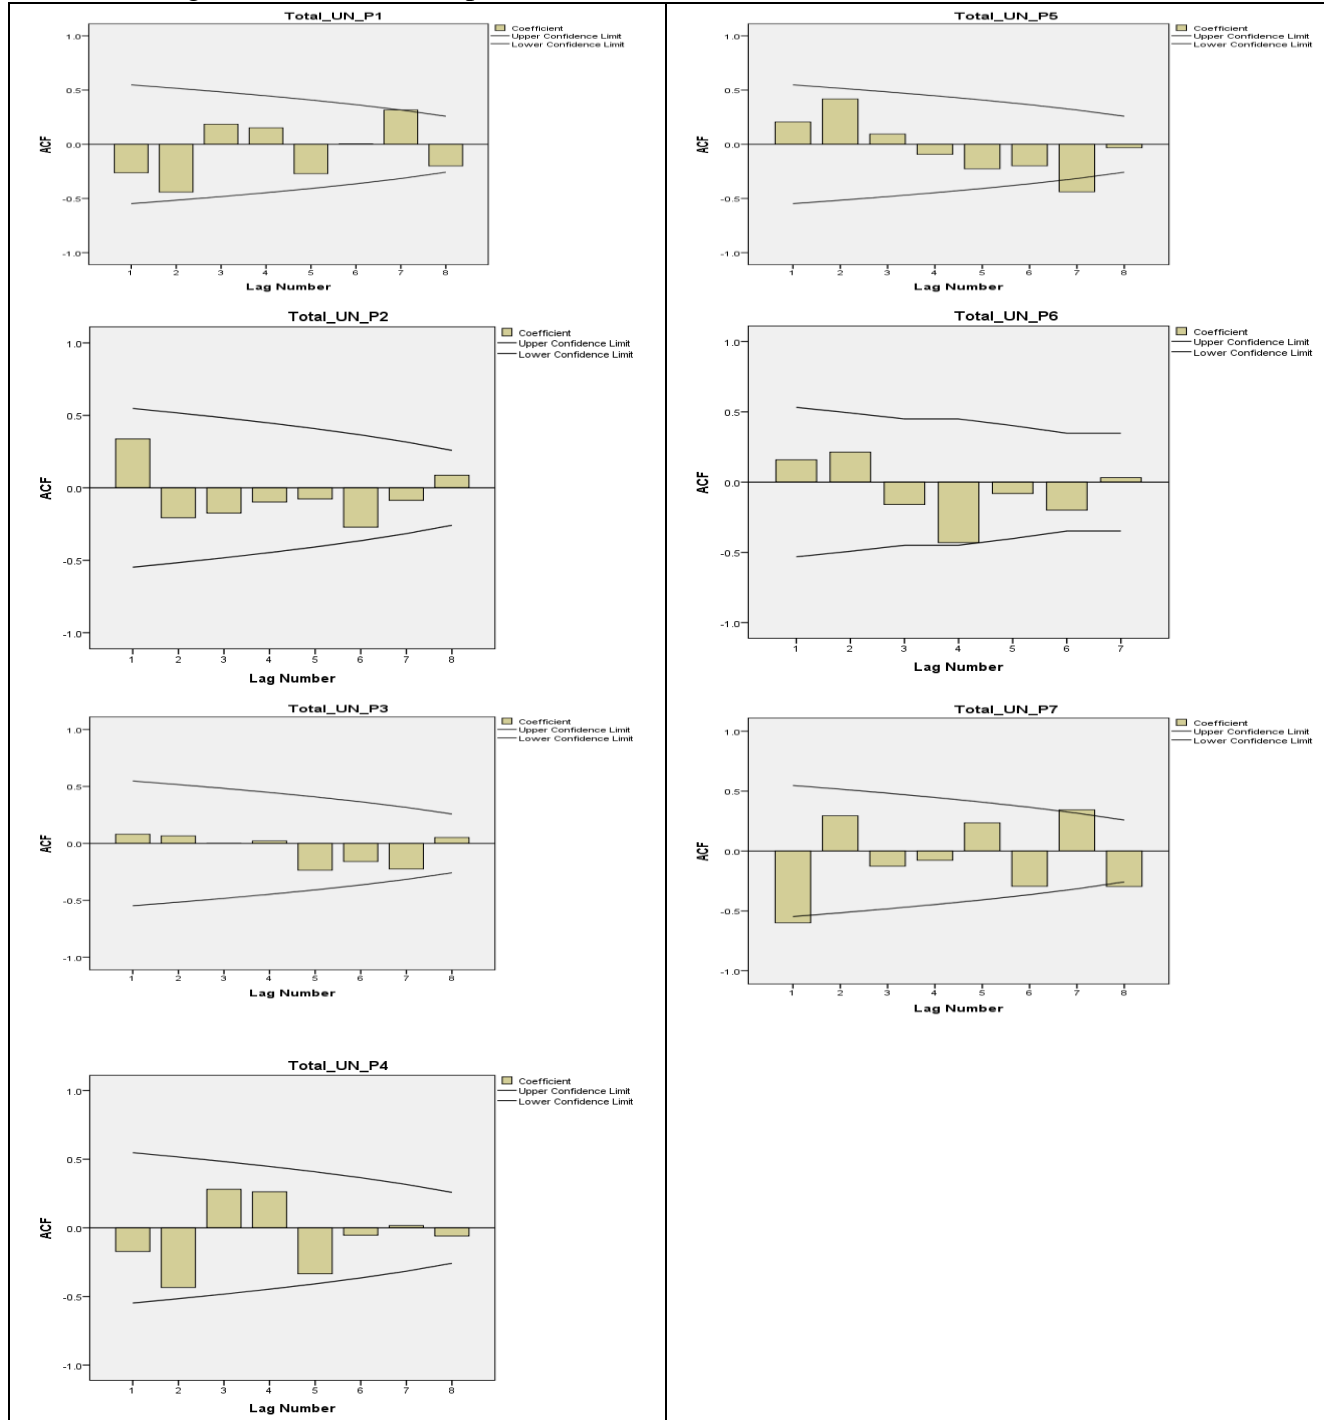 Total_UN_P1
Coefficient
Upper Confidence Limit
Lower Confidence Limit
ACF
1.0
0.5
0.0
-0.5
-1.0
1 2 3 4 5 6 7 8
Lag Number
Total_UN_P2
Coefficient
Upper Confidence Limit
Lower Confidence Limit
ACF
1.0
0.5
0.0
-0.5
-1.0
1 2 3 4 5 6 7 8
Lag Number
Total_UN_P3
Coefficient
Upper Confidence Limit
Lower Confidence Limit
ACF
1.0
0.5
0.0
-0.5
-1.0
1 2 3 4 5 6 7 8
Lag Number
Total_UN_P4
Coefficient
Upper Confidence Limit
Lower Confidence Limit
ACF
1.0
0.5
0.0
-0.5
-1.0
1 2 3 4 5 6 7 8
Lag Number
Total_UN_P5
Coefficient
Upper Confidence Limit
Lower Confidence Limit
ACF
1.0
0.5
0.0
-0.5
-1.0
1 2 3 4 5 6 7 8
Lag Number
Total_UN_P6
Coefficient
Upper Confidence Limit
Lower Confidence Limit
ACF
1.0
0.5
0.0
-0.5
-1.0
1 2 3 4 5 6 7
Lag Number
Total_UN_P7
Coefficient
Upper Confidence Limit
Lower Confidence Limit
ACF
1.0
0.5
0.0
-0.5
-1.0
1 2 3 4 5 6 7 8
Lag Number